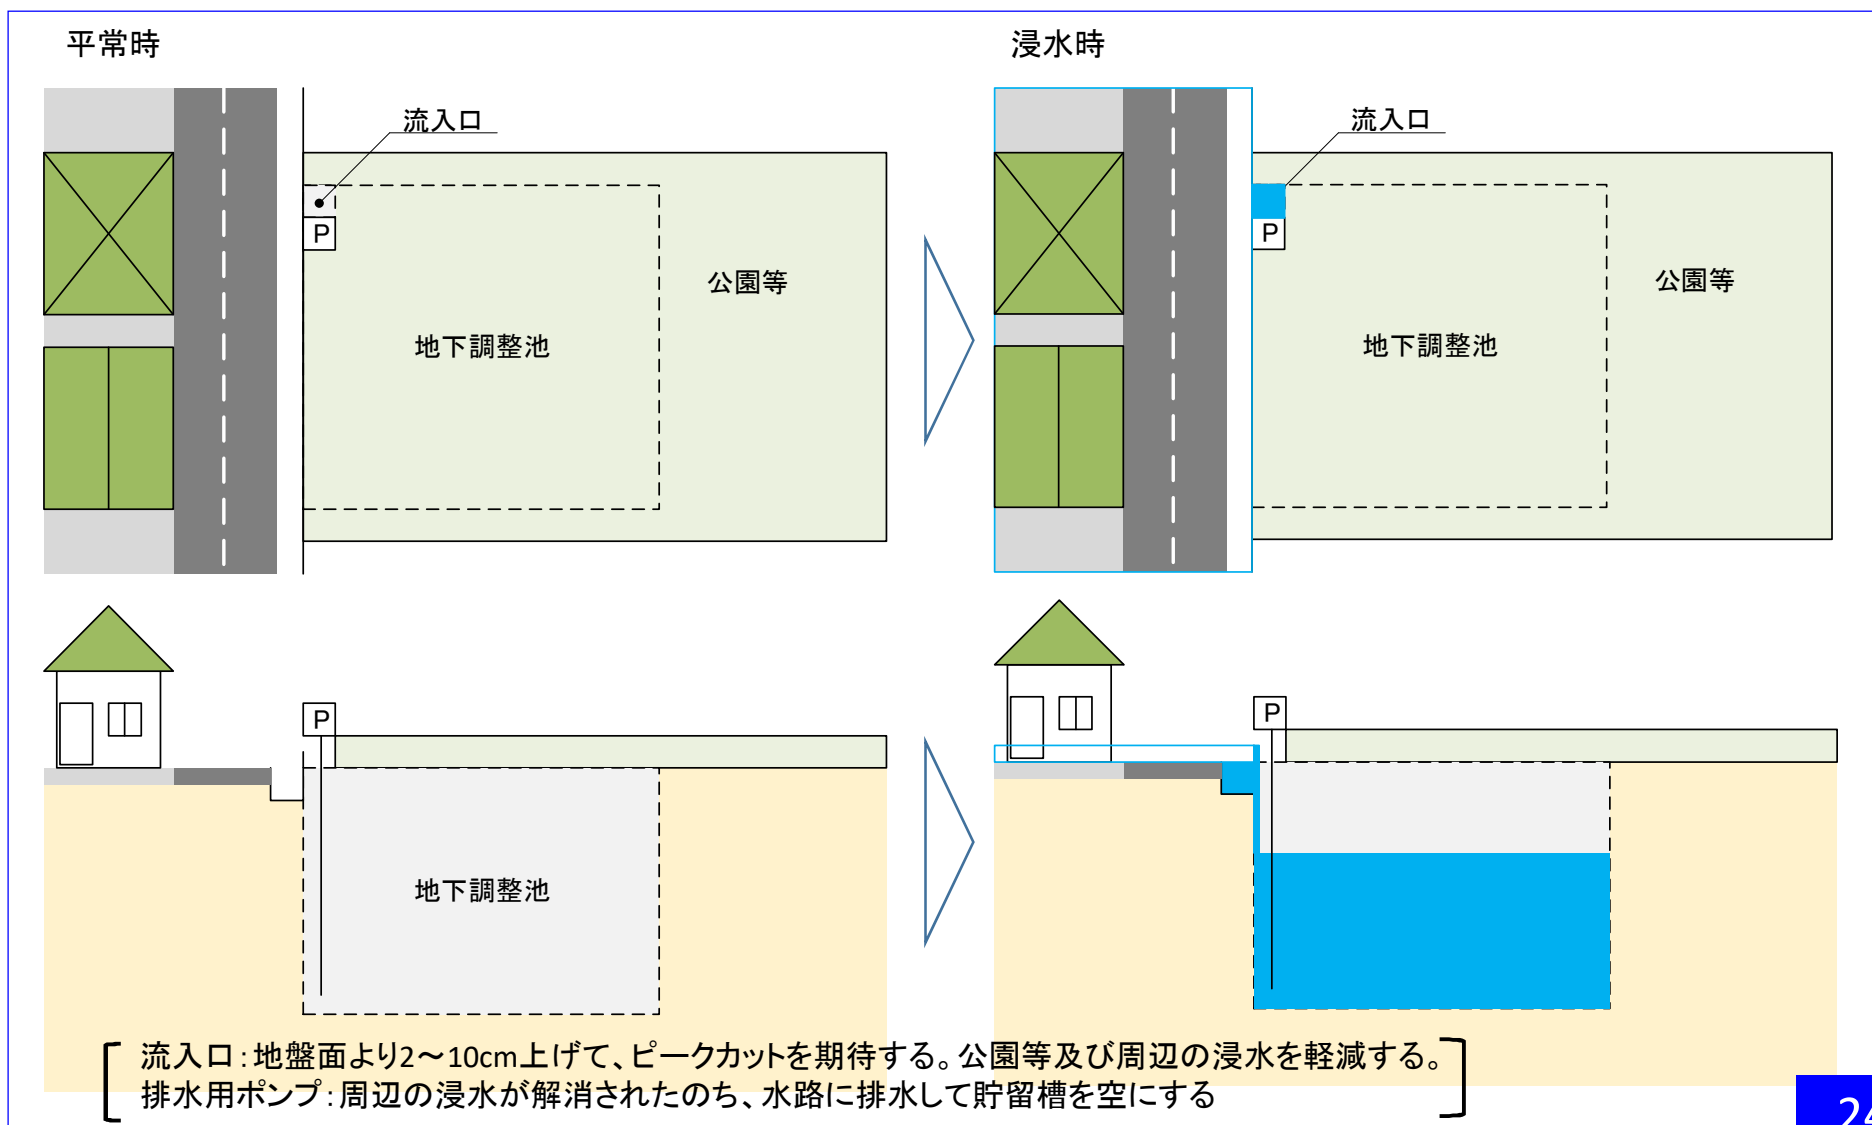 平常時
浸水時
流入口
流入口
P
P
公園等
公園等
地下調整池
地下調整池
P
P
地下調整池
流入口：地盤面より2～10cm上げて、ピークカットを期待する。公園等及び周辺の浸水を軽減する。
排水用ポンプ：周辺の浸水が解消されたのち、水路に排水して貯留槽を空にする
24